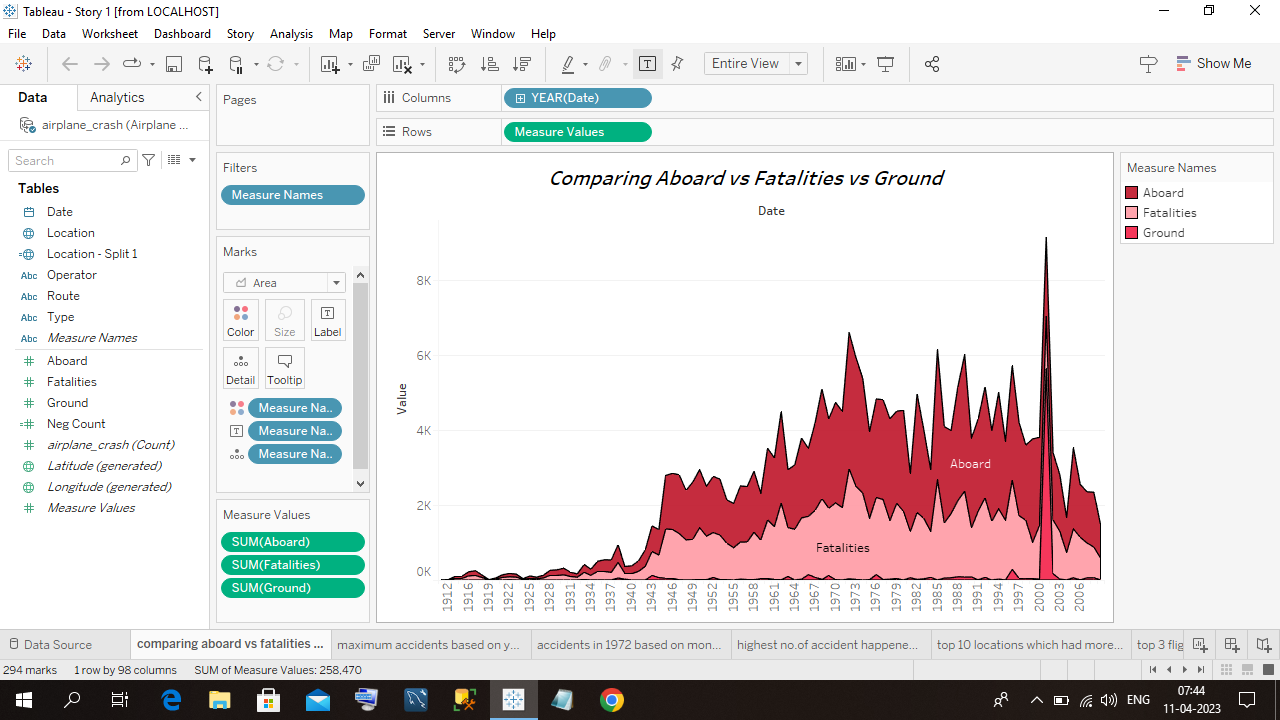 Tableau - Story 1 [from LOCALHOST]
File Data Worksheet Dashboard Story Analysis Map Format Server Window Help
Entire View
Show Me
Data Analytics
airplane_crash (Airplane ...
Search
Tables
Date
Location
Location - Split 1
Abc Operator
Abc Route
Abc Type
Abc Measure Names
Aboard
Fatalities
Ground
Neg Count
airplane_crash (Count)
Latitude (generated)
Longitude (generated)
Measure Values
Pages
Filters
Measure Names
Marks
Area
Color Size Label
Detail Tooltip
Measure Na..
Measure Na..
Measure Na..
Measure Values
SUM(Aboard)
SUM(Fatalities)
SUM(Ground)
Columns YEAR(Date)
Rows Measure Values
Comparing Aboard vs Fatalities vs Ground
Date
Value
8K
6K
4K
2K
0K
Aboard
Fatalities
1912 1916 1919 1922 1925 1928 1931 1934 1937 1940 1943 1946 1949 1952 1955 1958 1961 1964 1967 1970 1973 1976 1979 1982 1985 1988 1991 1994 1997 2000 2003 2006
Measure Names
Aboard
Fatalities
Ground
Data Source comparing aboard vs fatalities ... maximum accidents based on y... accidents in 1972 based on mon... highest no.of accident happene... top 10 locations which had more... top 3 flig
294 marks 1 row by 98 columns SUM of Measure Values: 258,470
ENG
07:44
11-04-2023